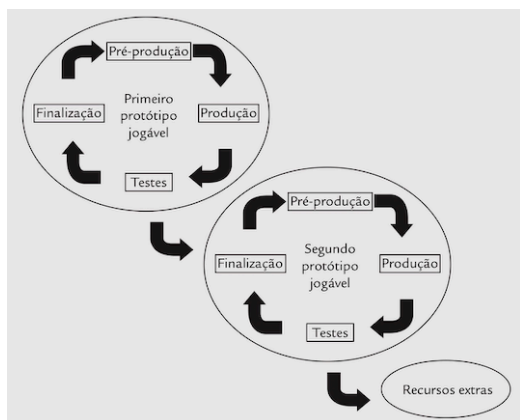 Pré-produção
Finalização
Primeiro
protótipo
jogável
Produção
Testes
Pré-produção
Finalização
Segundo
protótipo
jogável
Produção
Testes
Recursos extras